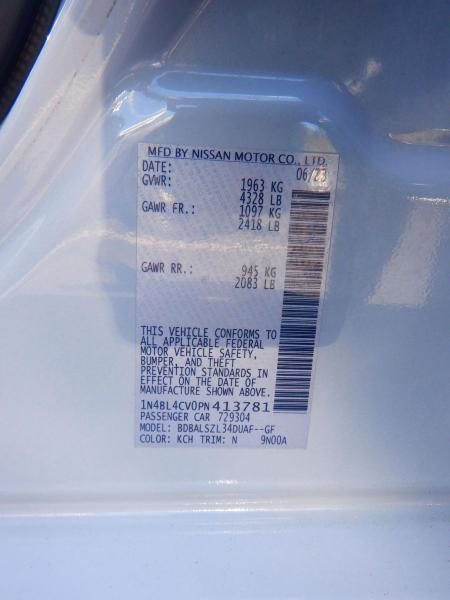 MFD BY NISSAN MOTOR CO., LTD.
DATE: 06/23
GVWR: 1963 KG
4328 LB
GAWR FR.: 1097 KG
2418 LB
GAWR RR.: 945 KG
2083 LB
THIS VEHICLE CONFORMS TO
ALL APPLICABLE FEDERAL
MOTOR VEHICLE SAFETY,
BUMPER, AND THEFT
PREVENTION STANDARDS IN
EFFECT ON THE DATE OF
MANUFACTURE SHOWN ABOVE.
1N4BL4CV0PN413781
PASSENGER CAR 729304
MODEL: BDBALSZL34DUAF--GF
COLOR: KCH TRIM: N 9N00A